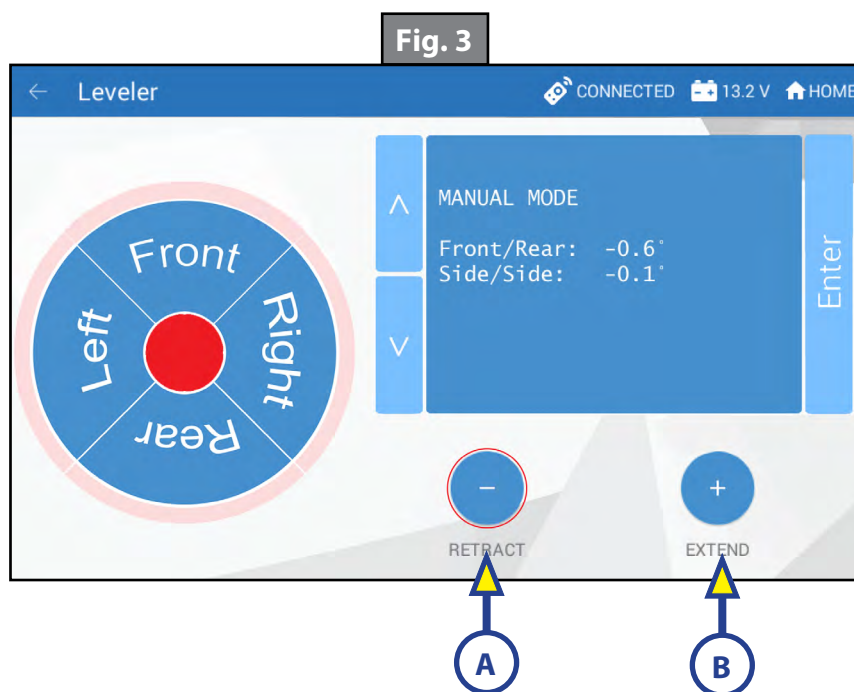 Fig. 3
← Leveler CONNECTED 13.2 V HOME
Front
Left
Right
Rear
MANUAL MODE
Front/Rear: -0.6°
Side/Side: -0.1°
Enter
− +
RETRACT EXTEND
A B